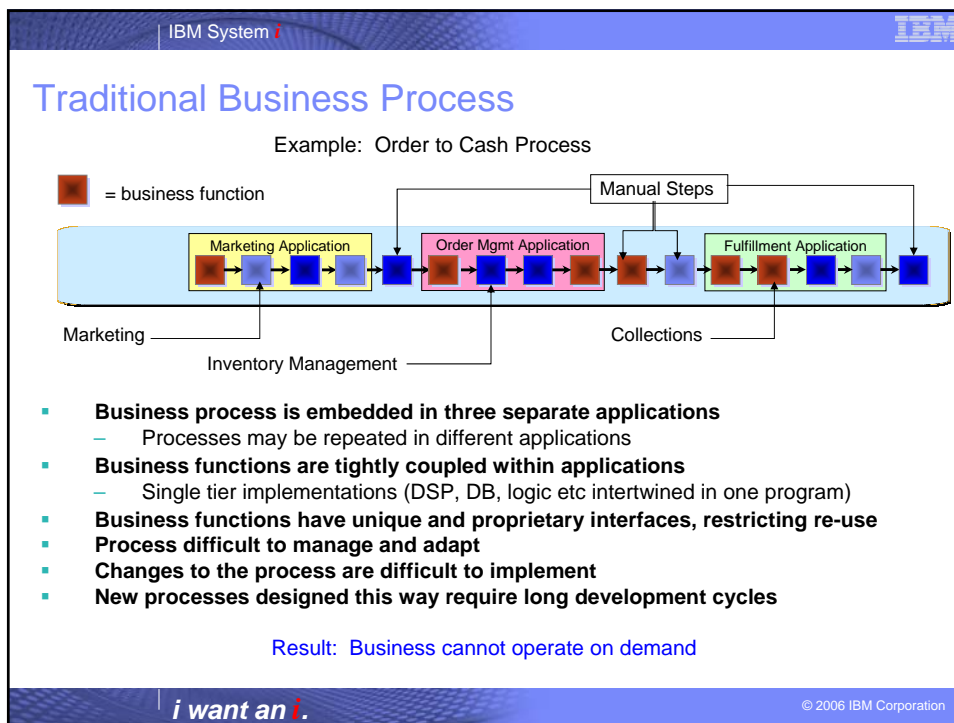 IBM System i
IBM
Traditional Business Process
Example: Order to Cash Process
= business function
Manual Steps
Marketing Application
Order Mgmt Application
Fulfillment Application
Marketing
Collections
Inventory Management
Business process is embedded in three separate applications
– Processes may be repeated in different applications
Business functions are tightly coupled within applications
– Single tier implementations (DSP, DB, logic etc intertwined in one program)
Business functions have unique and proprietary interfaces, restricting re-use
Process difficult to manage and adapt
Changes to the process are difficult to implement
New processes designed this way require long development cycles
Result: Business cannot operate on demand
i want an i.
© 2006 IBM Corporation